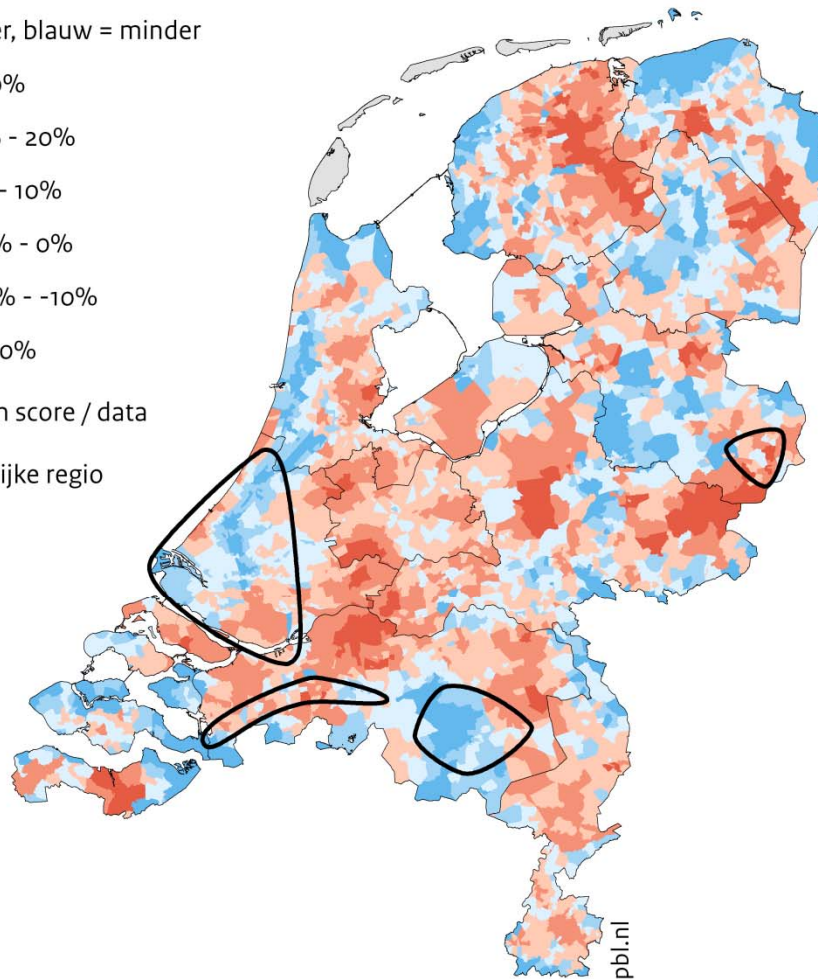 er, blauw = minder
%
- 20%
- 10%
% - 0%
% - -10%
0%
n score / data
ijke regio
pbl.nl